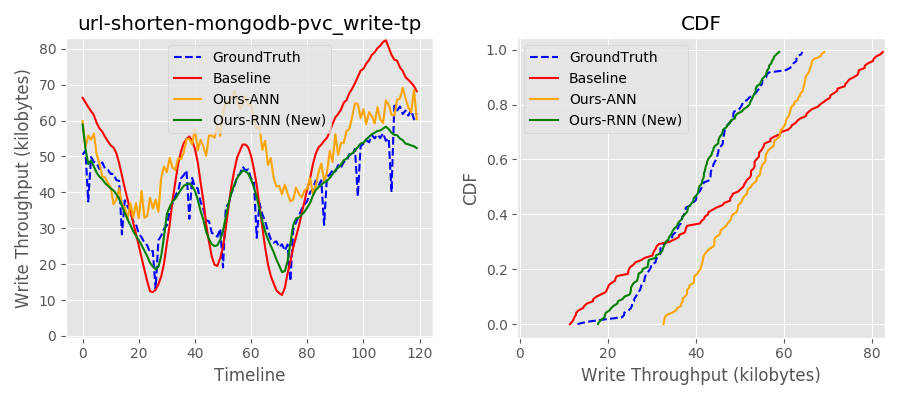 url-shorten-mongodb-pvc_write-tp
Write Throughput (kilobytes)
80
70
60
50
40
30
20
10
0
GroundTruth
Baseline
Ours-ANN
Ours-RNN (New)
0
20
40
60
80
100
120
Timeline
CDF
CDF
1.0
0.8
0.6
0.4
0.2
0.0
GroundTruth
Baseline
Ours-ANN
Ours-RNN (New)
0
20
40
60
80
Write Throughput (kilobytes)